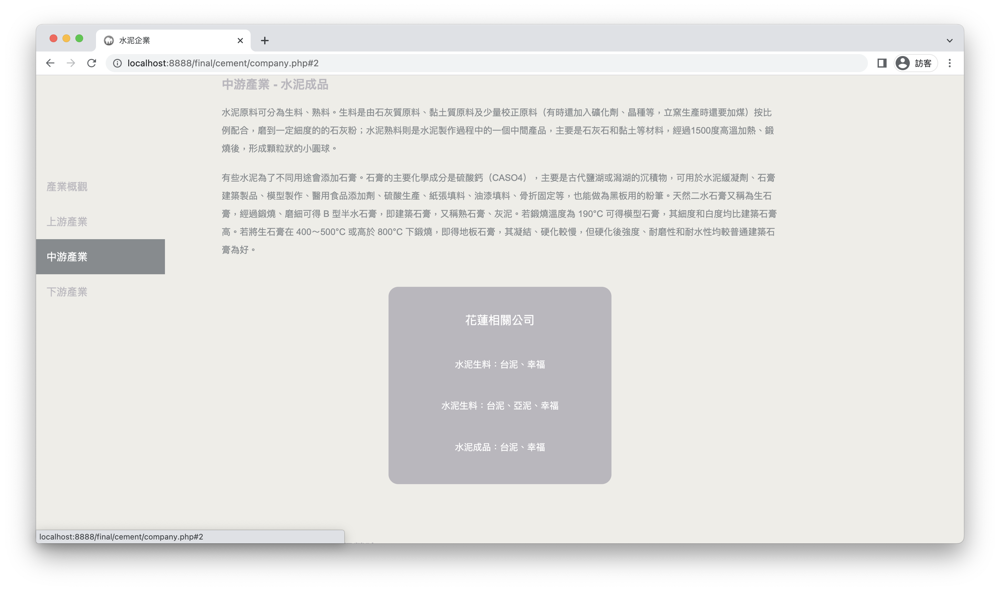 水泥企業
localhost:8888/final/cement/company.php#2
訪客
中游產業 - 水泥成品
水泥原料可分為生料、熟料。生料是由石灰質原料、黏土質原料及少量校正原料（有時還加入礦化劑、晶種等，立窯生產時還要加煤）按比
例配合，磨到一定細度的的石灰粉；水泥熟料則是水泥製作過程中的一個中間產品，主要是石灰石和黏土等材料，經過1500度高溫加熱、鍛
燒後，形成顆粒狀的小圓球。
有些水泥為了不同用途會添加石膏。石膏的主要化學成分是硫酸鈣（CASO4），主要是古代鹽湖或潟湖的沉積物，可用於水泥緩凝劑、石膏
建築製品、模型製作、醫用食品添加劑、硫酸生產、紙張填料、油漆填料、骨折固定等，也能做為黑板用的粉筆。天然二水石膏又稱為生石
膏，經過鍛燒、磨細可得 B 型半水石膏，即建築石膏，又稱熟石膏、灰泥。若鍛燒溫度為 190°C 可得模型石膏，其細度和白度均比建築石膏
高。若將生石膏在 400～500°C 或高於 800°C 下鍛燒，即得地板石膏，其凝結、硬化較慢，但硬化後強度、耐磨性和耐水性均較普通建築石
膏為好。
產業概觀
上游產業
中游產業
下游產業
花蓮相關公司
水泥生料：台泥、幸福
水泥生料：台泥、亞泥、幸福
水泥成品：台泥、幸福
localhost:8888/final/cement/company.php#2